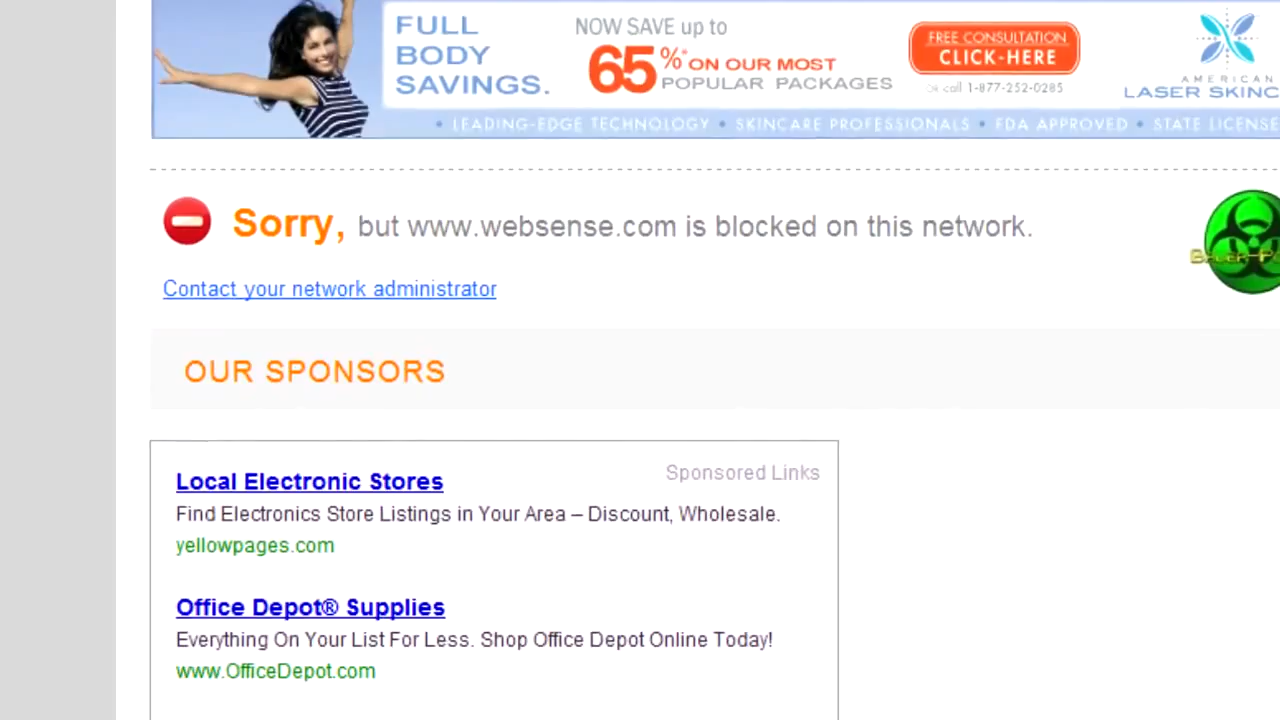 FULL
BODY
SAVINGS.
NOW SAVE up to
65%* ON OUR MOST
POPULAR PACKAGES
FREE CONSULTATION
CLICK-HERE
or call 1-877-252-0285
AMERICAN
LASER SKINC
• LEADING-EDGE TECHNOLOGY • SKINCARE PROFESSIONALS • FDA APPROVED • STATE LICENSE
Sorry, but www.websense.com is blocked on this network.
Contact your network administrator
OUR SPONSORS
Sponsored Links
Local Electronic Stores
Find Electronics Store Listings in Your Area – Discount, Wholesale.
yellowpages.com
Office Depot® Supplies
Everything On Your List For Less. Shop Office Depot Online Today!
www.OfficeDepot.com